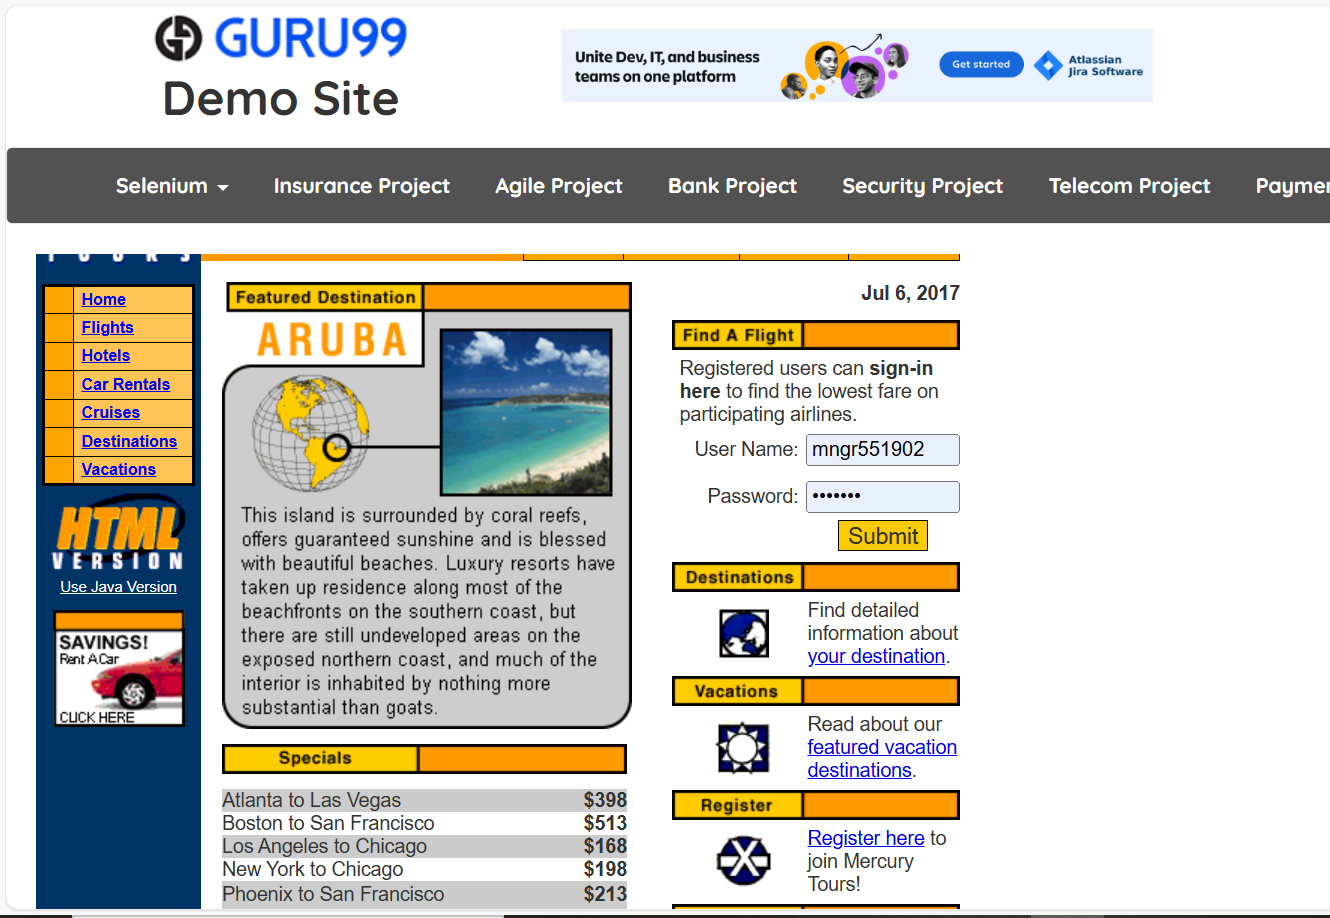 GURU99
Demo Site
Unite Dev, IT, and business
teams on one platform
Get started
Atlassian
Jira Software
Selenium
Insurance Project
Agile Project
Bank Project
Security Project
Telecom Project
Home
Flights
Hotels
Car Rentals
Cruises
Destinations
Vacations
HTML
VERSION
Use Java Version
SAVINGS!
Rent A Car
CLICK HERE
Featured Destination
ARUBA
This island is surrounded by coral reefs,
offers guaranteed sunshine and is blessed
with beautiful beaches. Luxury resorts have
taken up residence along most of the
beachfronts on the southern coast, but
there are still undeveloped areas on the
exposed northern coast, and much of the
interior is inhabited by nothing more
substantial than goats.
Specials
Atlanta to Las Vegas $398
Boston to San Francisco $513
Los Angeles to Chicago $168
New York to Chicago $198
Phoenix to San Francisco $213
Jul 6, 2017
Find A Flight
Registered users can sign-in
here to find the lowest fare on
participating airlines.
User Name: mngr551902
Password: •••••••
Submit
Destinations
Find detailed
information about
your destination.
Vacations
Read about our
featured vacation
destinations.
Register
Register here to
join Mercury
Tours!